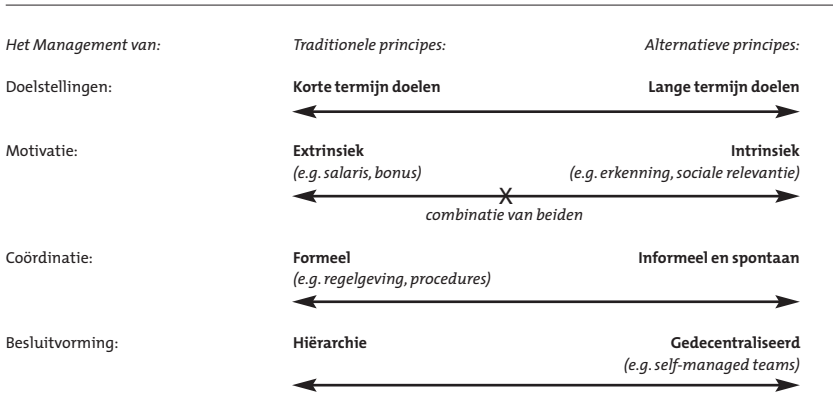 Het Management van: Traditionele principes: Alternatieve principes:
Doelstellingen: Korte termijn doelen Lange termijn doelen
Motivatie: Extrinsiek Intrinsiek
(e.g. salaris, bonus) (e.g. erkenning, sociale relevantie)
X
combinatie van beiden
Coördinatie: Formeel Informeel en spontaan
(e.g. regelgeving, procedures)
Besluitvorming: Hiërarchie Gedecentraliseerd
(e.g. self-managed teams)